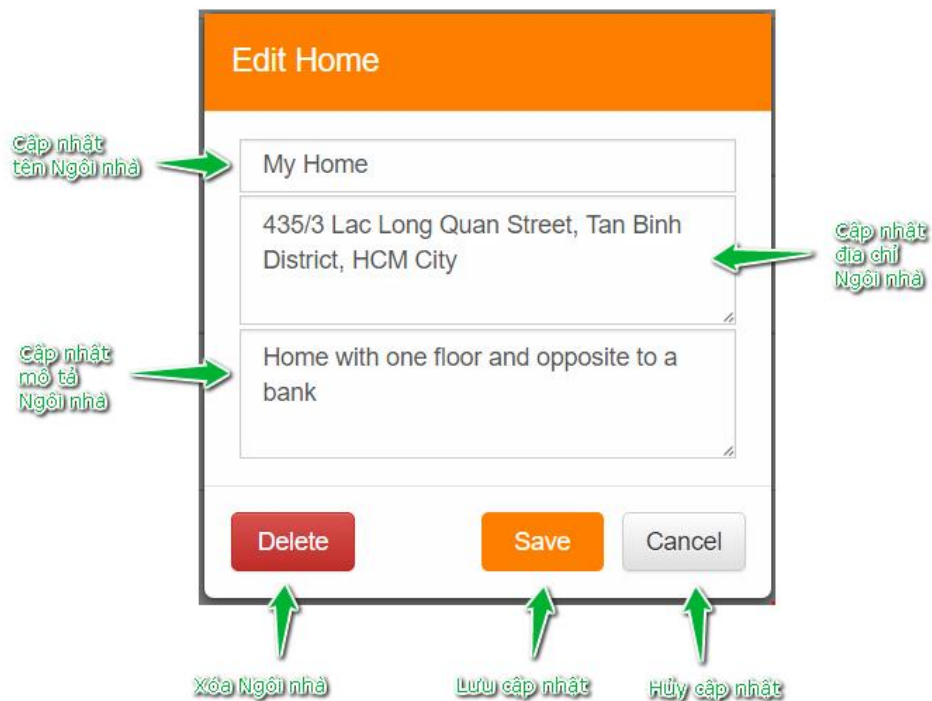 Edit Home
Cập nhật
tên Ngôi nhà
My Home
435/3 Lac Long Quan Street, Tan Binh
District, HCM City
Cập nhật
địa chỉ
Ngôi nhà
Cập nhật
mô tả
Ngôi nhà
Home with one floor and opposite to a
bank
Delete
Save
Cancel
Xóa Ngôi nhà
Lưu cập nhật
Hủy cập nhật